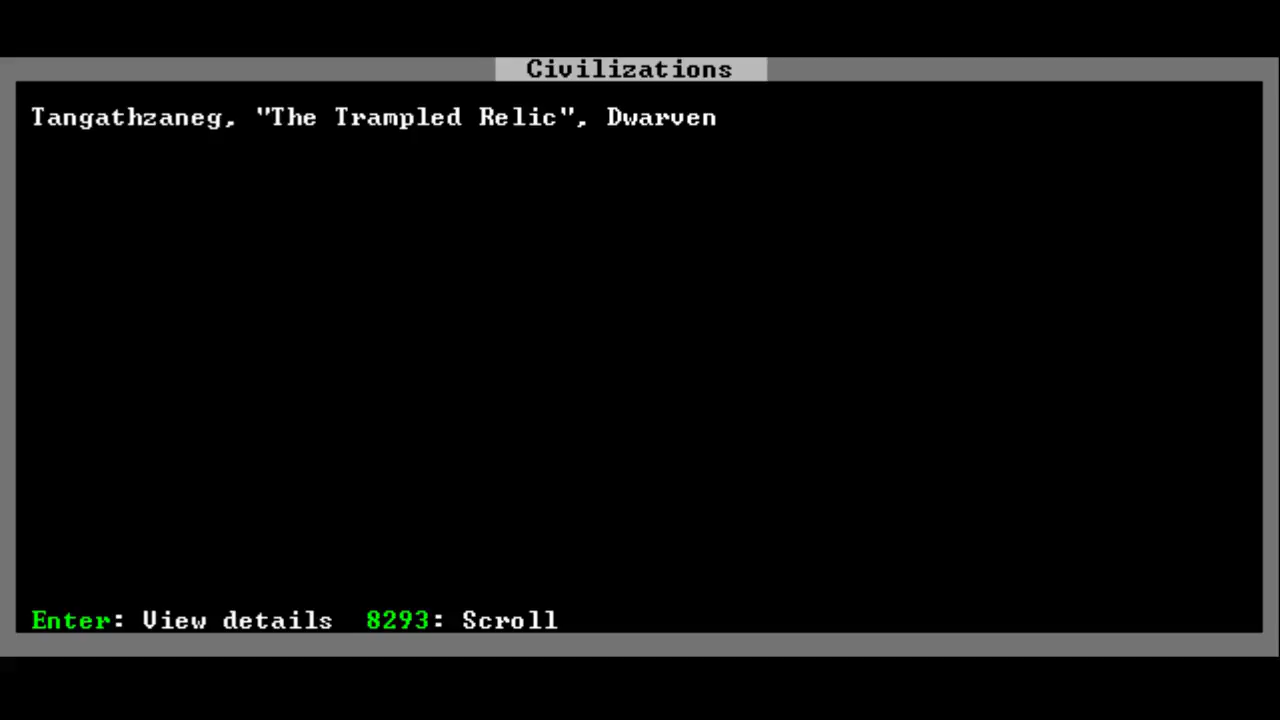 Civilizations
Tangathzaneg, "The Trampled Relic", Dwarven
Enter: View details  8293: Scroll